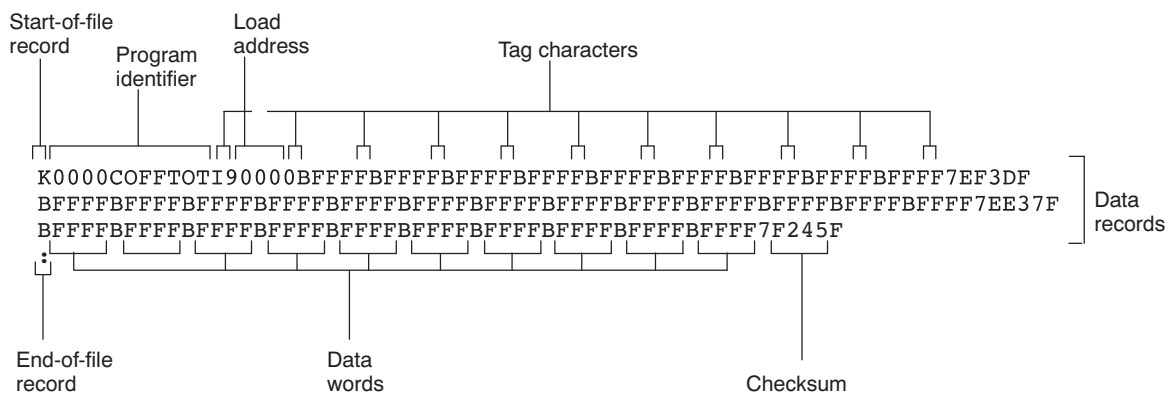 Start-of-file
record
Program
identifier
Load
address
Tag characters
K0000COFFTOTI90000BFFFFBFFFFBFFFFBFFFFBFFFFBFFFFBFFFFBFFFFBFFFF7EF3DF
BFFFFBFFFFBFFFFBFFFFBFFFFBFFFFBFFFFBFFFFBFFFFBFFFFBFFFFBFFFFBFFFF7EE37F
BFFFFBFFFFBFFFFBFFFFBFFFFBFFFFBFFFFBFFFFBFFFFBFFFF7F245F
:
Data
records
End-of-file
record
Data
words
Checksum